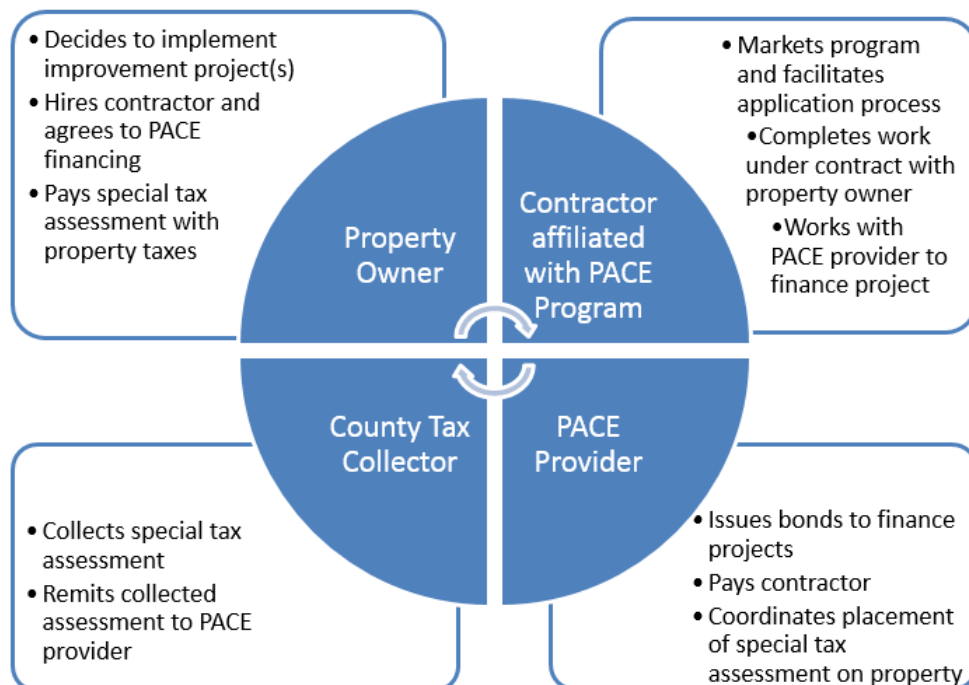 • Decides to implement
improvement project(s)
• Hires contractor and
agrees to PACE
financing
• Pays special tax
assessment with
property taxes
• Markets program
and facilitates
application process
• Completes work
under contract with
property owner
• Works with
PACE provider to
finance project
Property
Owner
Contractor
affiliated
with PACE
Program
County Tax
Collector
PACE
Provider
• Collects special tax
assessment
• Remits collected
assessment to PACE
provider
• Issues bonds to finance
projects
• Pays contractor
• Coordinates placement
of special tax
assessment on property